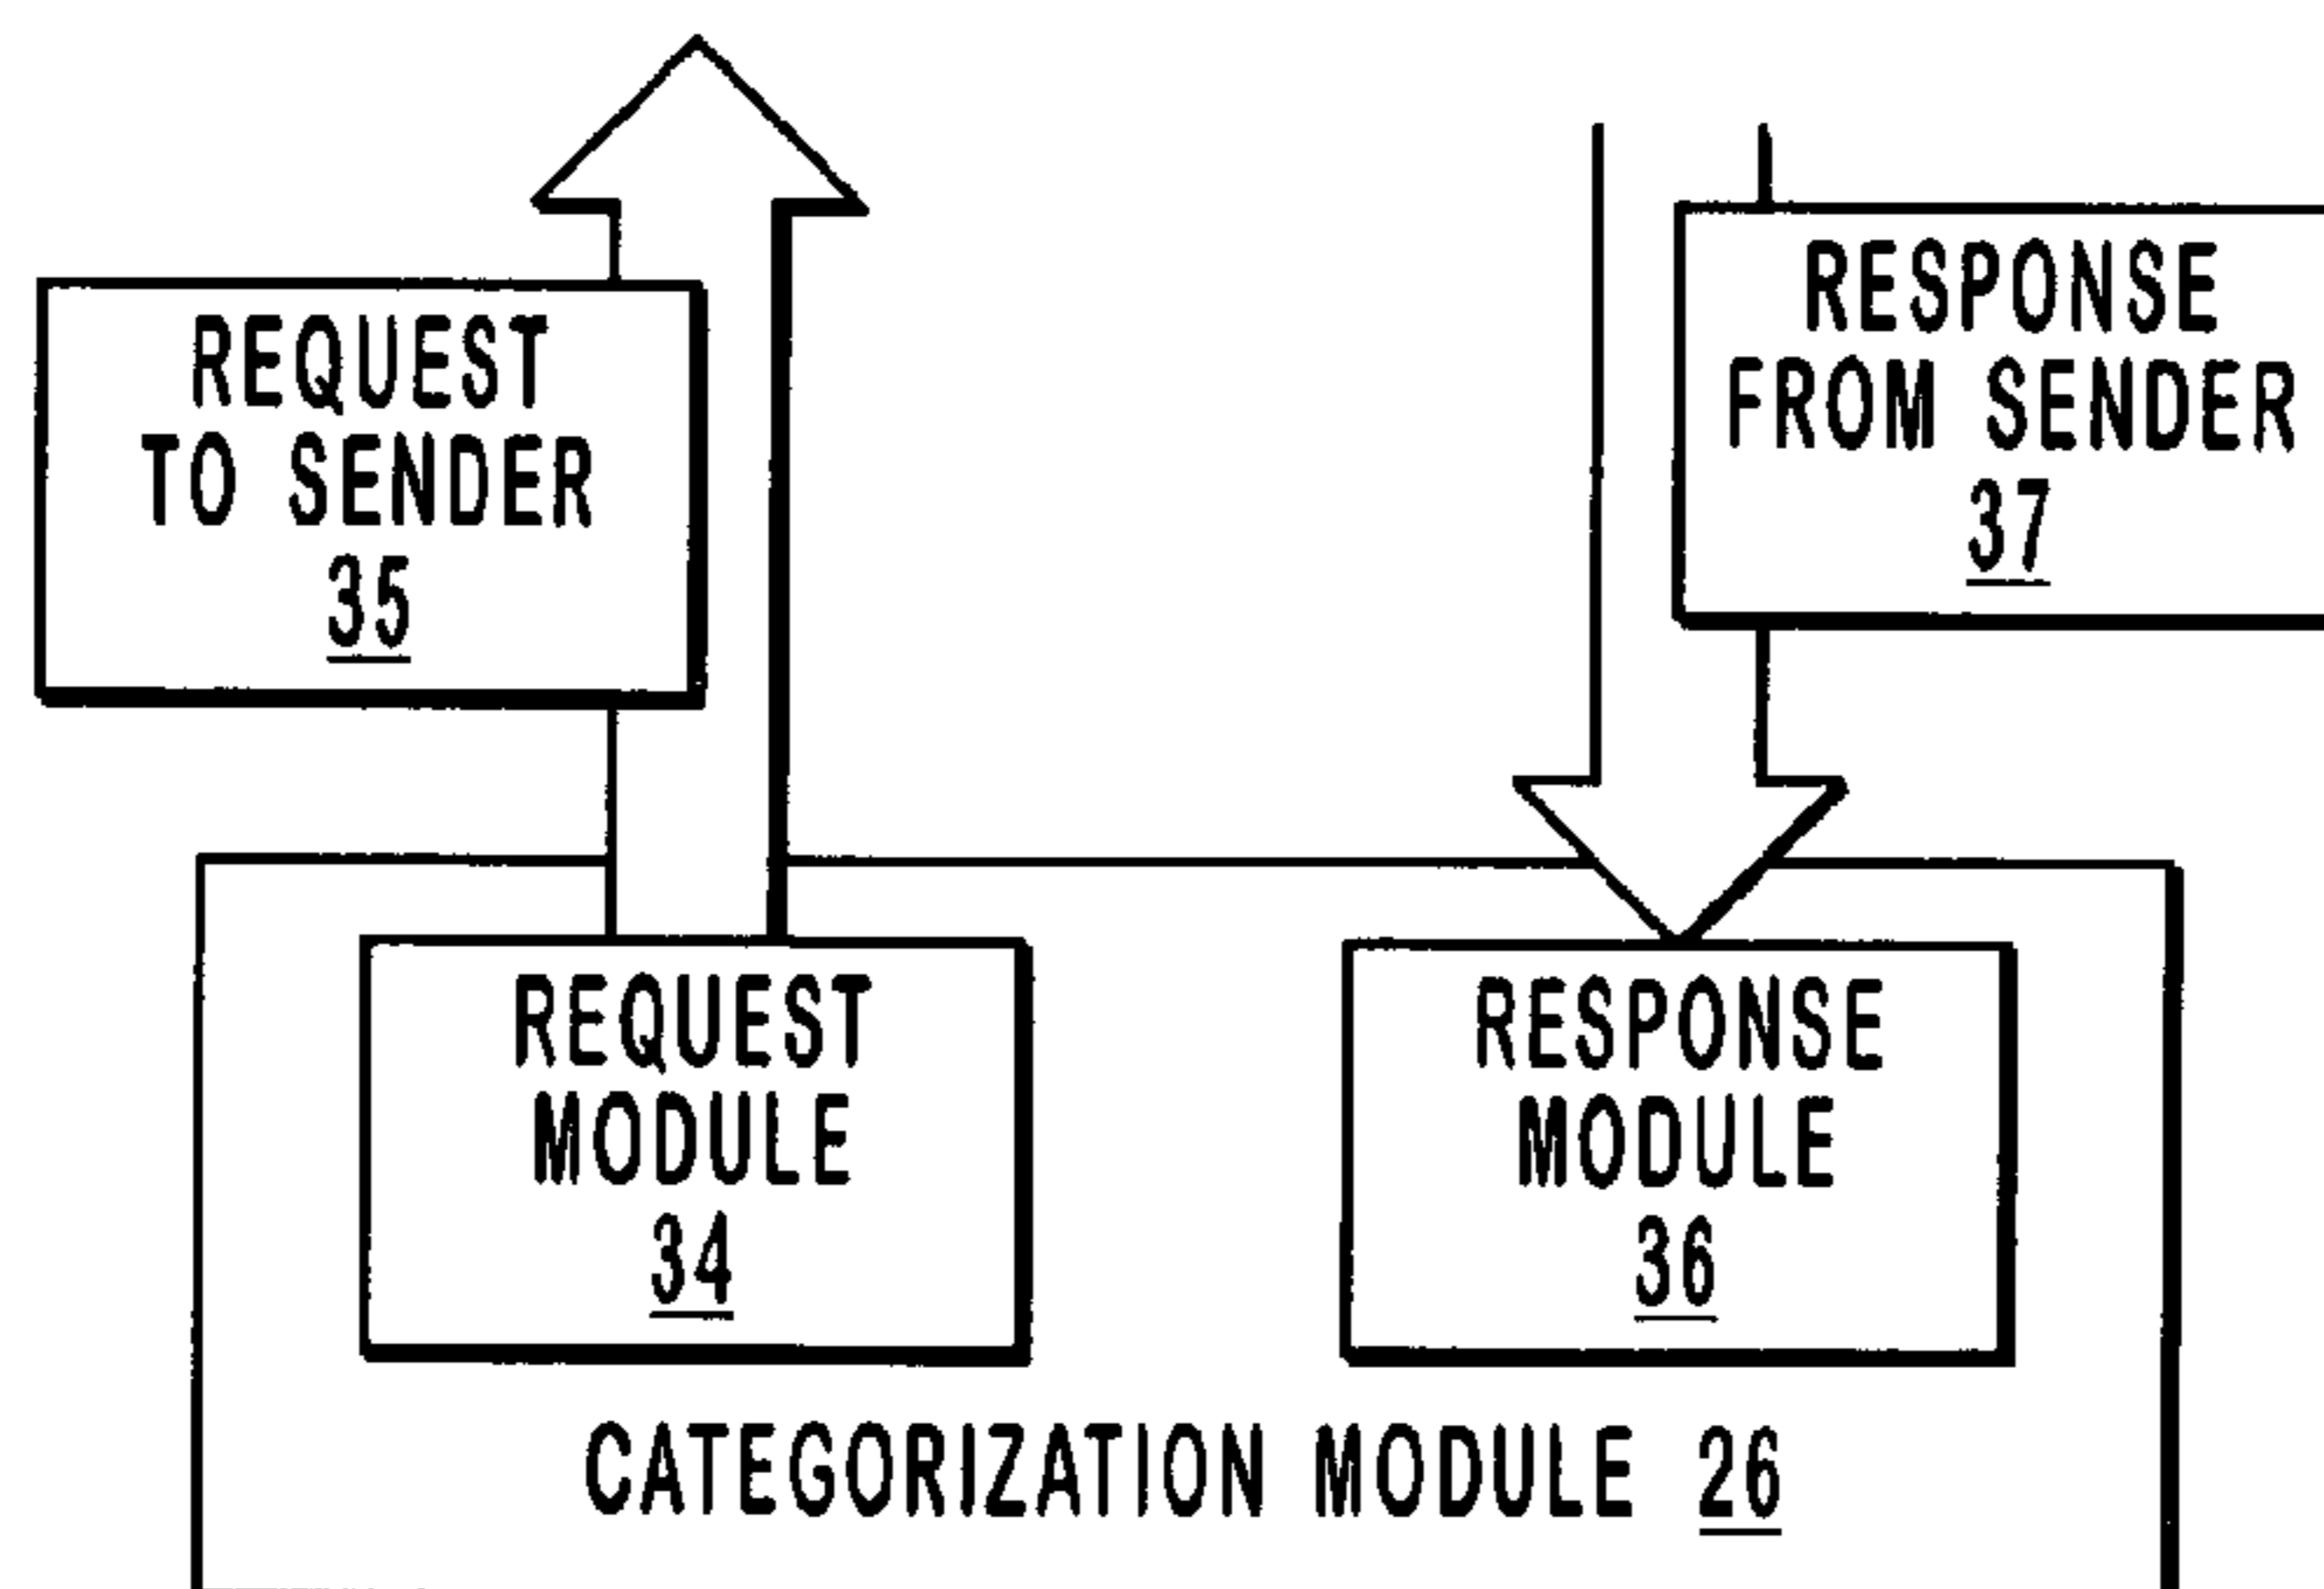 REQUEST
TO SENDER
35
RESPONSE
FROM SENDER
37
REQUEST
MODULE
34
RESPONSE
MODULE
36
CATEGORIZATION MODULE 26